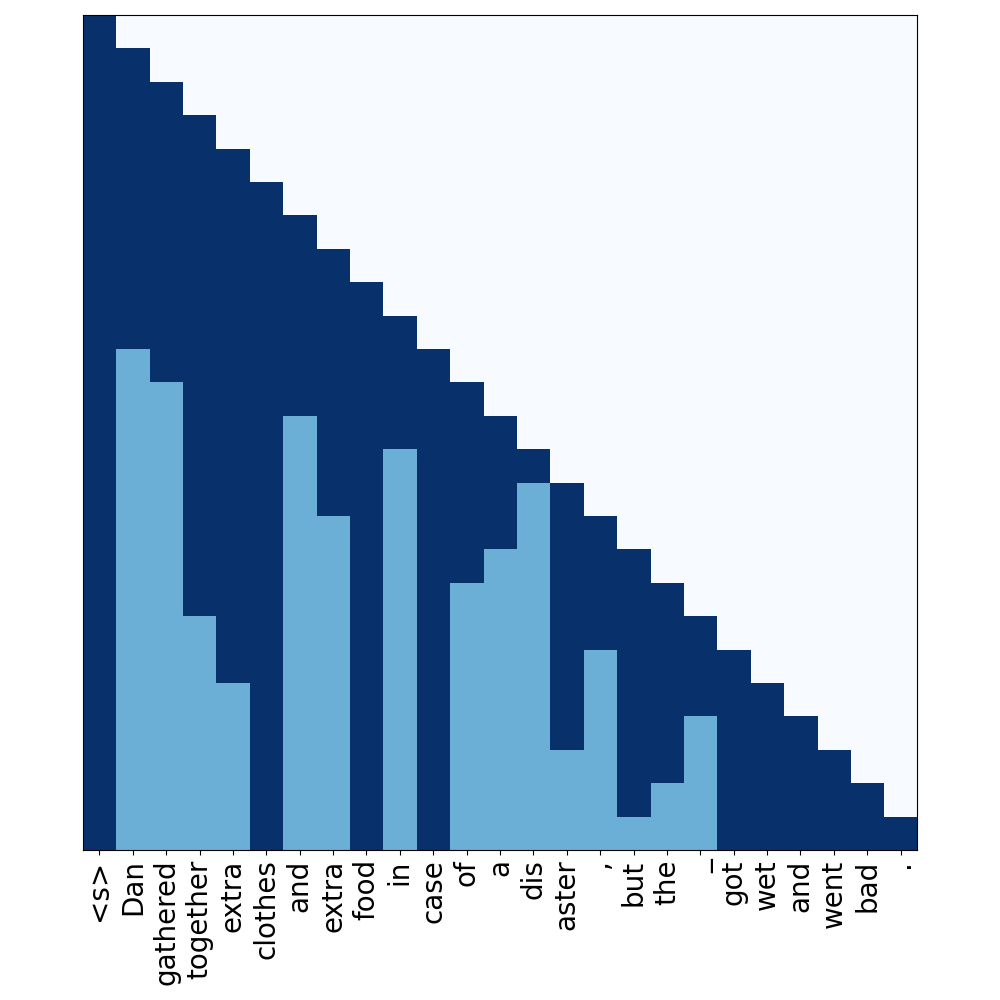 <s> Dan gathered together extra clothes and extra food in case of a dis aster , but the _ got wet and went bad .